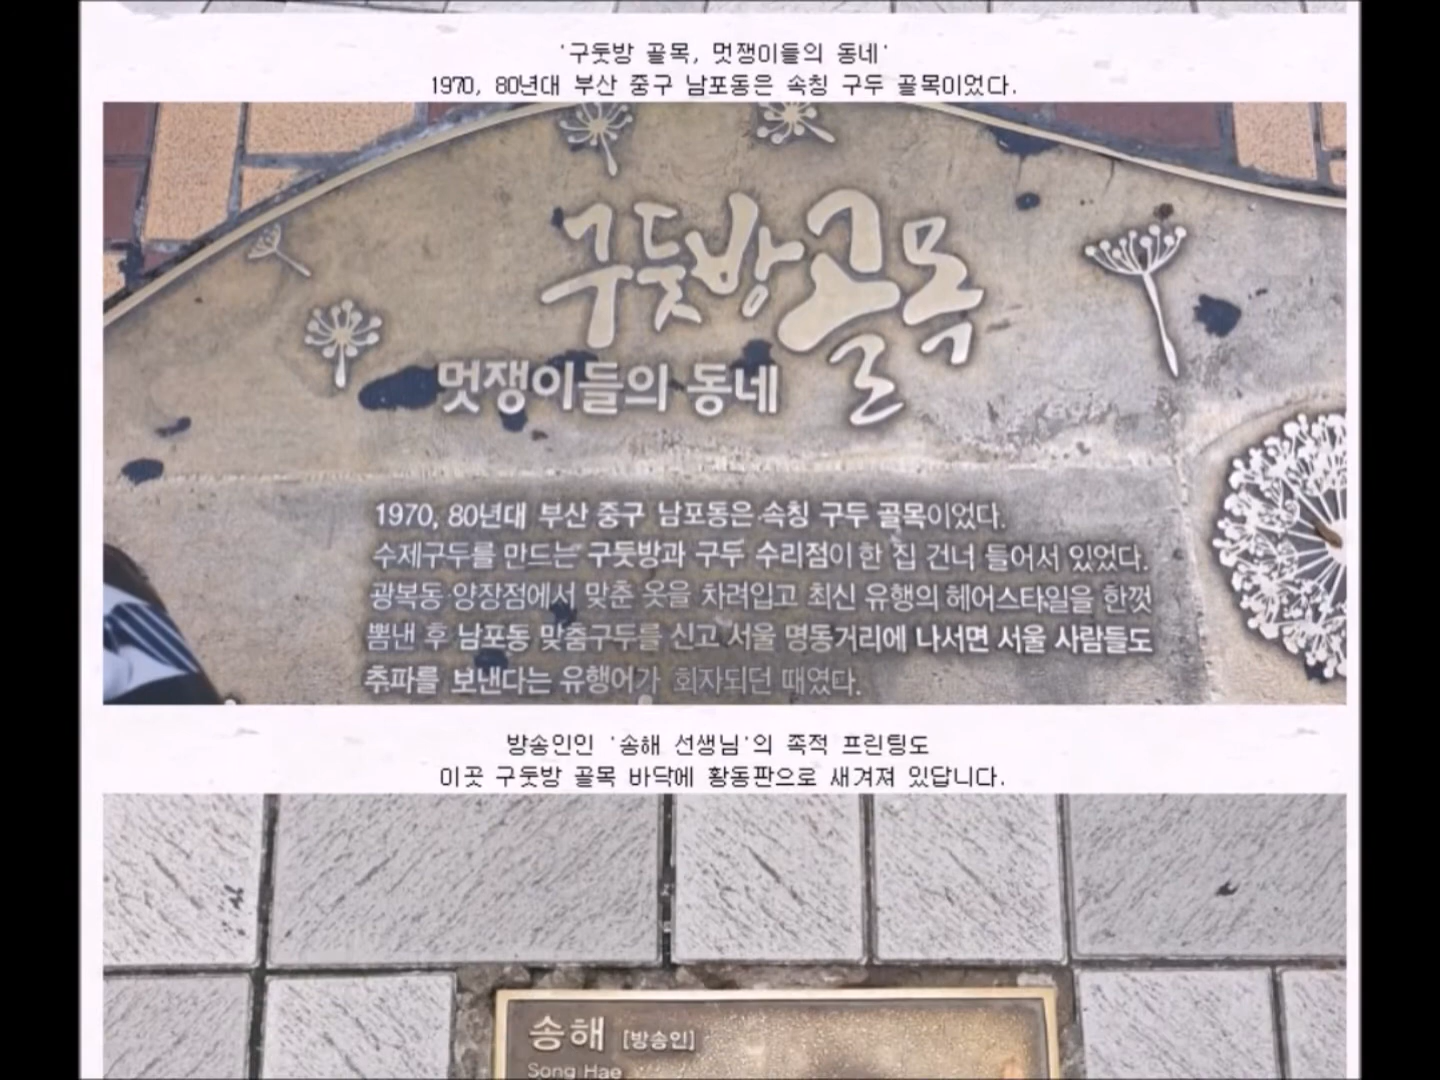 '구둣방 골목, 멋쟁이들의 동네'
1970, 80년대 부산 중구 남포동은 속칭 구두 골목이었다.
구둣방골목
멋쟁이들의 동네
1970, 80년대 부산 중구 남포동은 속칭 구두 골목이었다.
수제구두를 만드는 구둣방과 구두 수리점이 한 집 건너 들어서 있었다.
광복동 양장점에서 맞춘 옷을 차려입고 최신 유행의 헤어스타일을 한껏
뽐낸 후 남포동 맞춤구두를 신고 서울 명동거리에 나서면 서울 사람들도
추파를 보낸다는 유행어가 회자되던 때였다.
방송인인 '송해 선생님'의 족적 프린팅도
이곳 구둣방 골목 바닥에 황동판으로 새겨져 있답니다.
송해 [방송인]
Song Hae